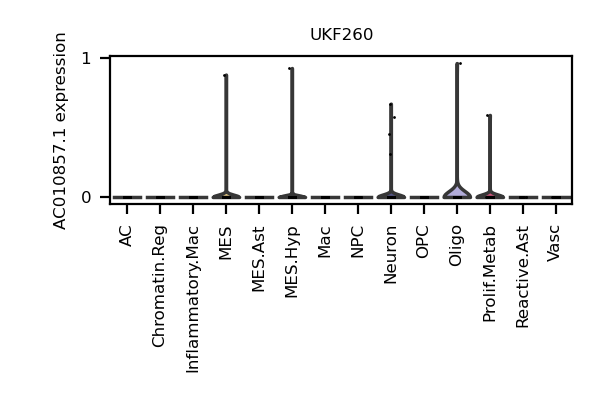 UKF260
AC010857.1 expression
1
0
AC
Chromatin.Reg
Inflammatory.Mac
MES
MES.Ast
MES.Hyp
Mac
NPC
Neuron
OPC
Oligo
Prolif.Metab
Reactive.Ast
Vasc